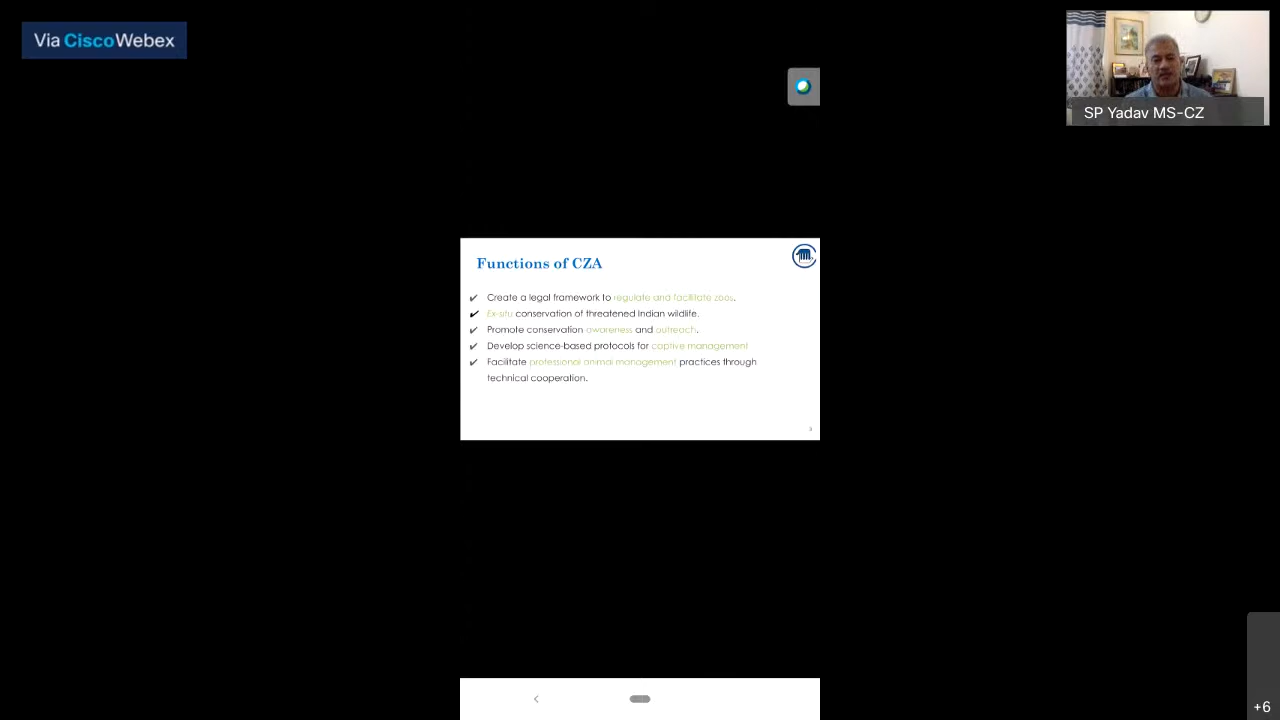 Via Cisco Webex
SP Yadav MS-CZ
Functions of CZA
Create a legal framework to regulate and facilitate zoos.
Ex-situ conservation of threatened Indian wildlife.
Promote conservation awareness and outreach.
Develop science-based protocols for captive management
Facilitate professional animal management practices through
technical cooperation.
+6